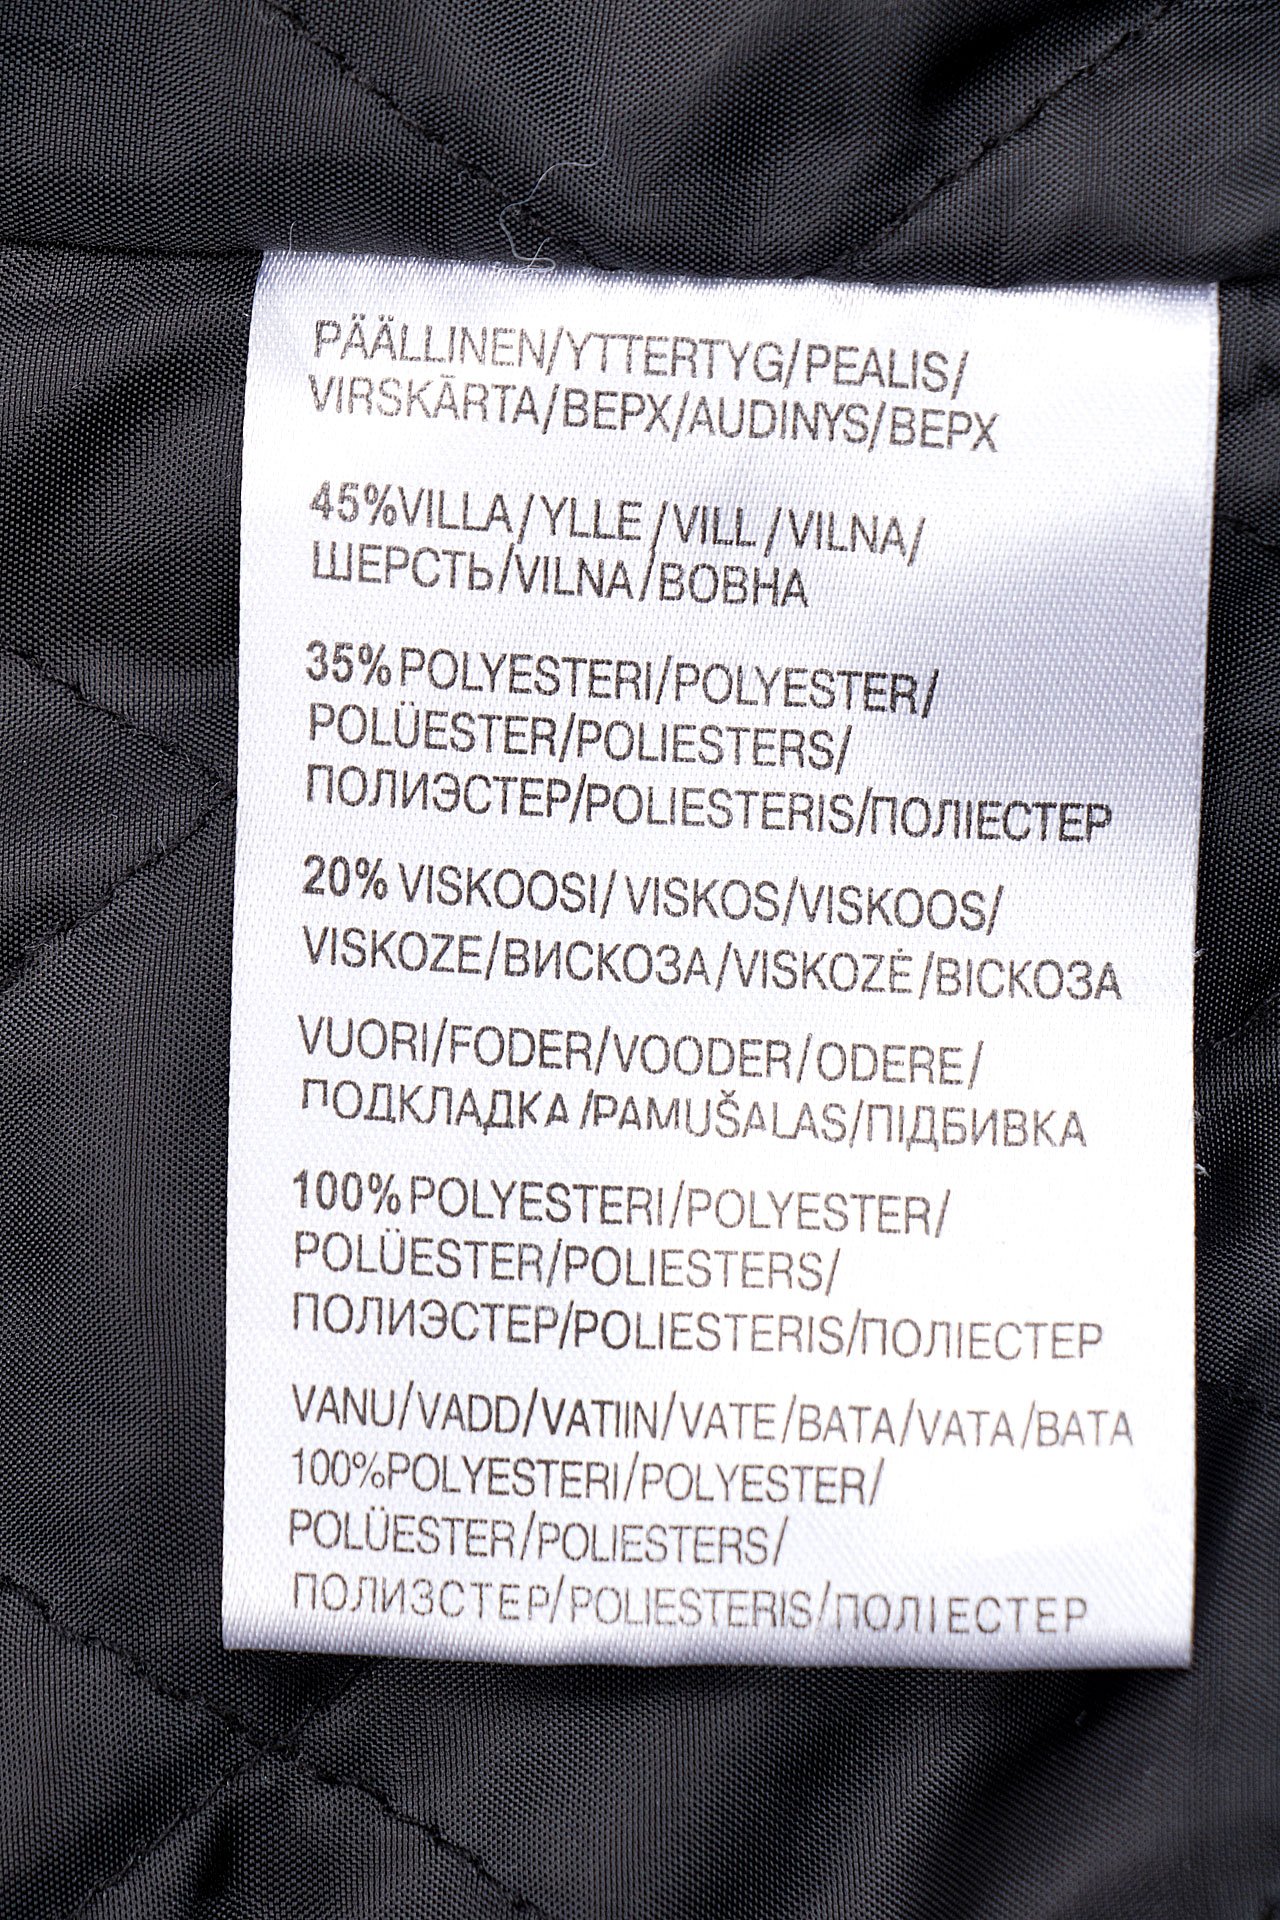 PÄÄLLINEN/YTTERTYG/PEALIS/
VIRSKĀRTA/ВЕРХ/AUDINYS/ВЕРХ
45%VILLA/YLLE/VILL/VILNA/
ШЕРСТЬ/VILNA/ВОВНА
35%POLYESTERI/POLYESTER/
POLÜESTER/POLIESTERS/
ПОЛИЭСТЕР/POLIESTERIS/ПОЛІЕСТЕР
20% VISKOOSI/ VISKOS/VISKOOS/
VISKOZE/ВИСКОЗА/VISKOZĖ/ВІСКОЗА
VUORI/FODER/VOODER/ODERE/
ПОДКЛАДКА /PAMUŠALAS/ПІДБИВКА
100%POLYESTERI/POLYESTER/
POLÜESTER/POLIESTERS/
ПОЛИЭСТЕР/POLIESTERIS/ПОЛІЕСТЕР
VANU/VADD/VATIIN/VATE/ВАТА/VATA/ВАТА
100%POLYESTERI/POLYESTER/
POLÜESTER/POLIESTERS/
ПОЛИЗСТЕР/POLIESTERIS/ПОЛІЕСТЕР